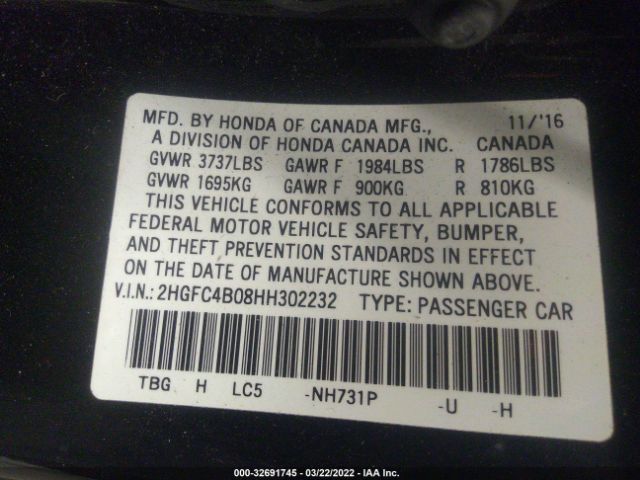 MFD. BY HONDA OF CANADA MFG., 11/'16
A DIVISION OF HONDA CANADA INC. CANADA
GVWR 3737LBS GAWR F 1984LBS R 1786LBS
GVWR 1695KG GAWR F 900KG R 810KG
THIS VEHICLE CONFORMS TO ALL APPLICABLE
FEDERAL MOTOR VEHICLE SAFETY, BUMPER,
AND THEFT PREVENTION STANDARDS IN EFFECT
ON THE DATE OF MANUFACTURE SHOWN ABOVE.
V.I.N.: 2HGFC4B08HH302232 TYPE: PASSENGER CAR
TBG H LC5 -NH731P -U -H
000-32691745 - 03/22/2022 - IAA Inc.